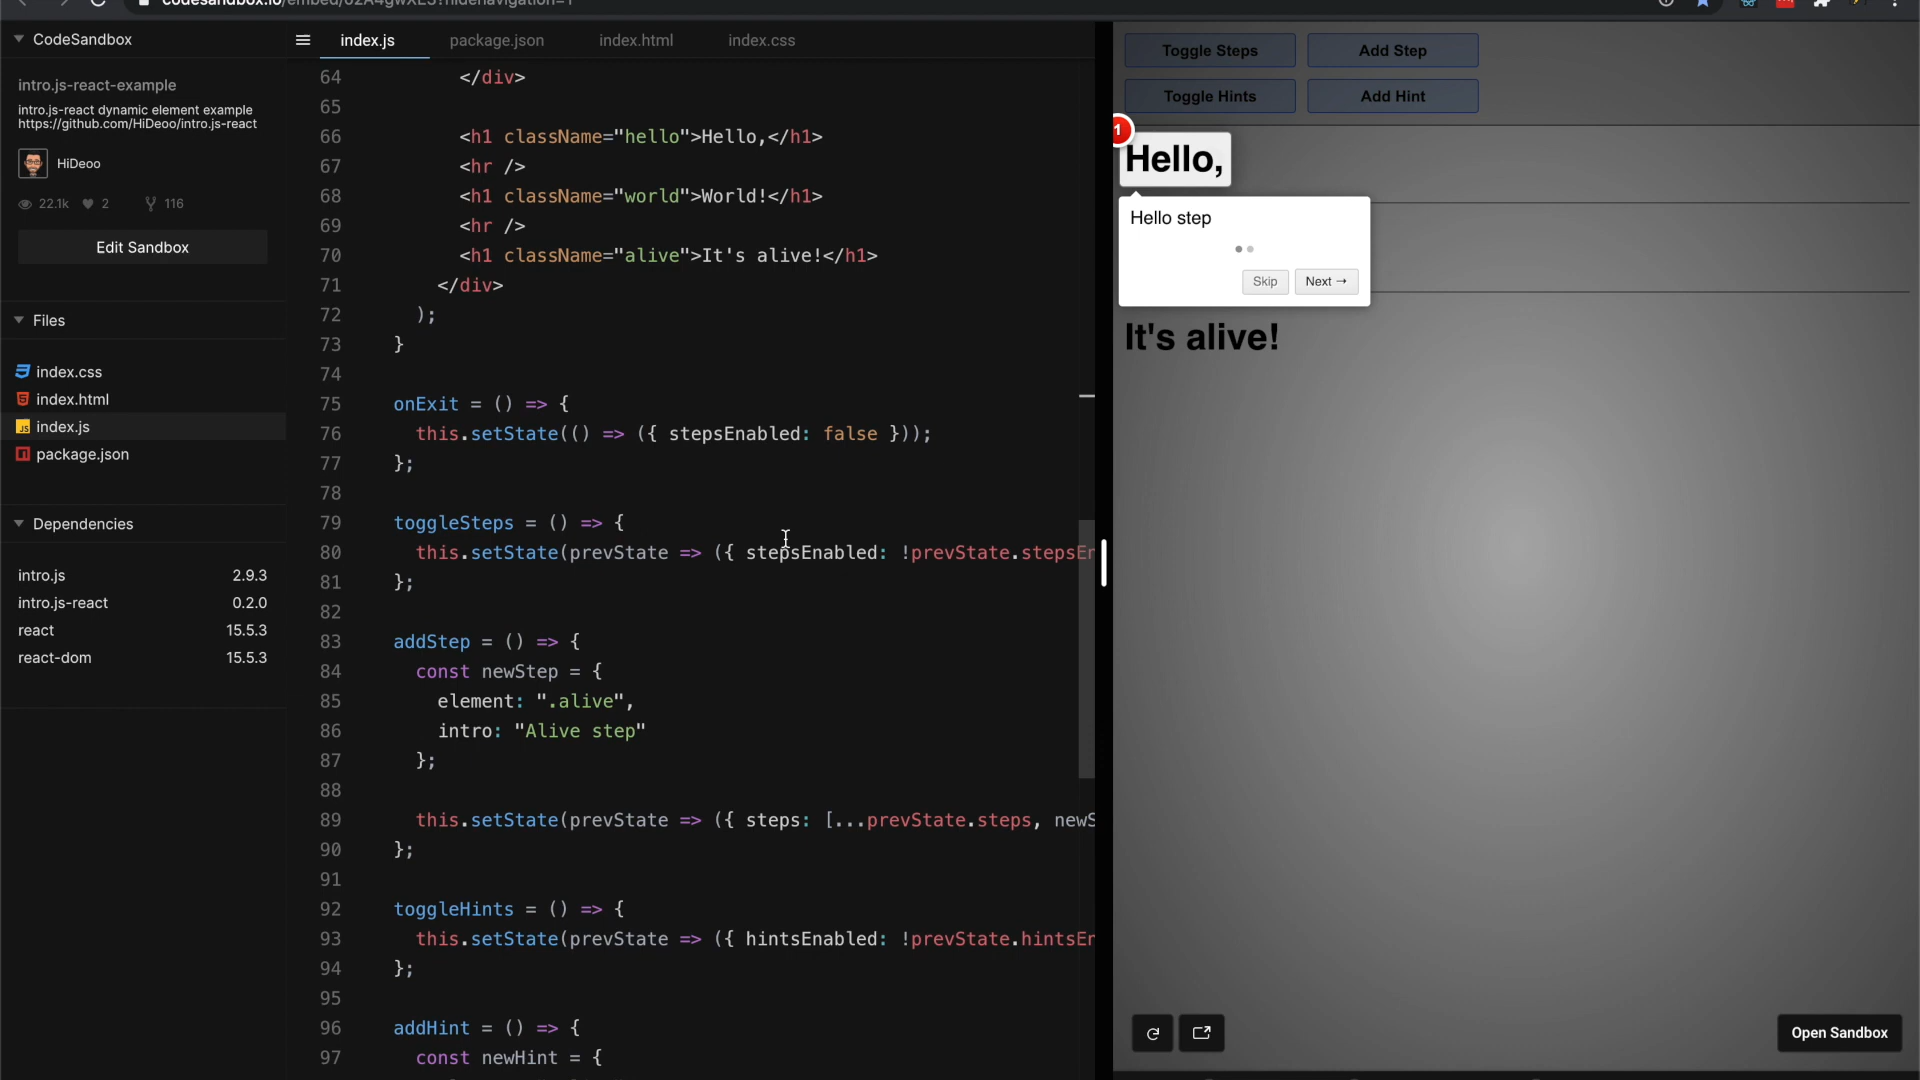 CodeSandbox
intro.js-react-example
intro.js-react dynamic element example
https://github.com/HiDeoo/intro.js-react
HiDeoo
22.1k 2 116
Edit Sandbox
Files
index.css
index.html
index.js
package.json
Dependencies
intro.js 2.9.3
intro.js-react 0.2.0
react 15.5.3
react-dom 15.5.3
index.js package.json index.html index.css
64 </div>
65
66 <h1 className="hello">Hello,</h1>
67 <hr />
68 <h1 className="world">World!</h1>
69 <hr />
70 <h1 className="alive">It's alive!</h1>
71 </div>
72 );
73 }
74
75 onExit = () => {
76 this.setState(() => ({ stepsEnabled: false }));
77 };
78
79 toggleSteps = () => {
80 this.setState(prevState => ({ stepsEnabled: !prevState.stepsEn
81 };
82
83 addStep = () => {
84 const newStep = {
85 element: ".alive",
86 intro: "Alive step"
87 };
88
89 this.setState(prevState => ({ steps: [...prevState.steps, newS
90 };
91
92 toggleHints = () => {
93 this.setState(prevState => ({ hintsEnabled: !prevState.hintsEn
94 };
95
96 addHint = () => {
97 const newHint = {
Toggle Steps Add Step
Toggle Hints Add Hint
1
Hello,
Hello step
Skip Next →
It's alive!
Open Sandbox